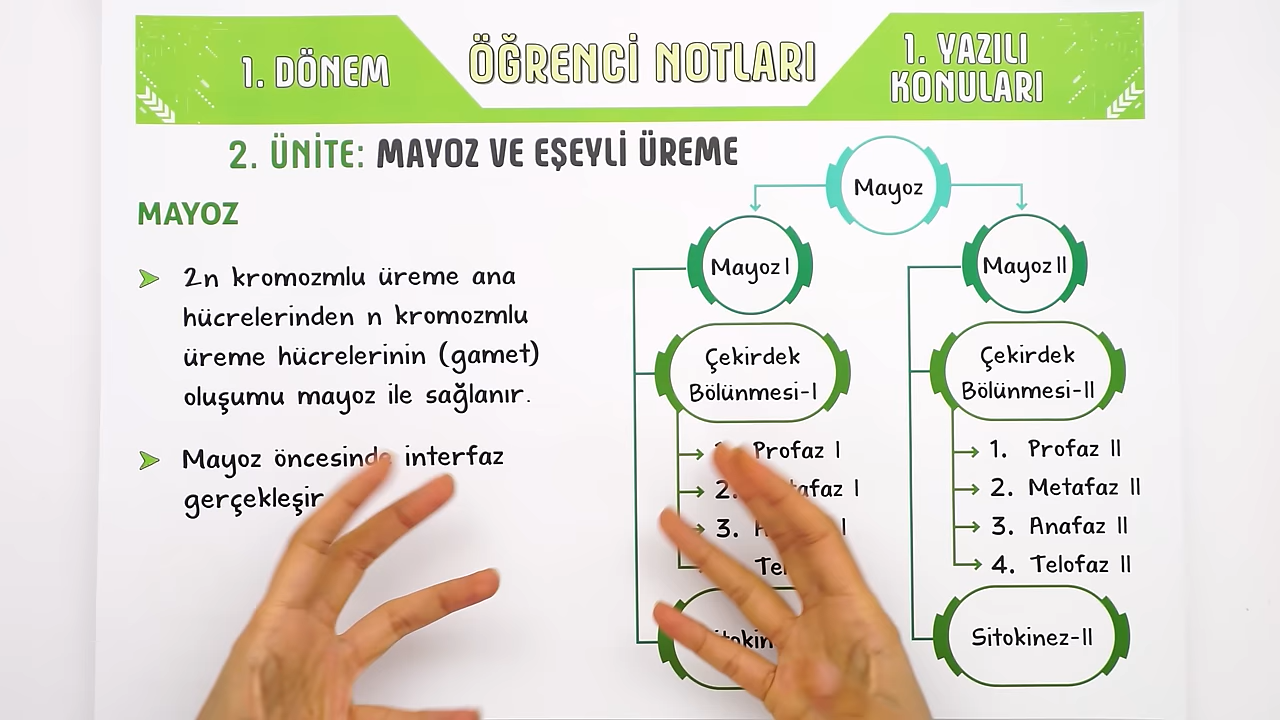 1. DÖNEM
ÖĞRENCİ NOTLARI
1. YAZILI
KONULARI
2. ÜNİTE: MAYOZ VE EŞEYLİ ÜREME
MAYOZ
2n kromozmlu üreme ana
hücrelerinden n kromozmlu
üreme hücrelerinin (gamet)
oluşumu mayoz ile sağlanır.
Mayoz öncesinde interfaz
gerçekleşir
Mayoz
Mayoz I
Çekirdek
Bölünmesi-I
Profaz I
2. I
3. I
Mayoz II
Çekirdek
Bölünmesi-II
1. Profaz II
2. Metafaz II
3. Anafaz II
4. Telofaz II
Sitokinez-II